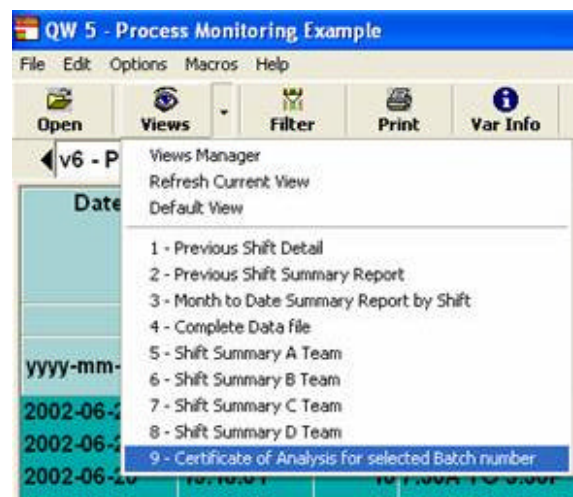 QW 5 - Process Monitoring Example
File Edit Options Macros Help
Open Views Filter Print Var Info
v6 - P
Views Manager
Refresh Current View
Default View
Date
1 - Previous Shift Detail
2 - Previous Shift Summary Report
3 - Month to Date Summary Report by Shift
4 - Complete Data file
5 - Shift Summary A Team
6 - Shift Summary B Team
7 - Shift Summary C Team
8 - Shift Summary D Team
9 - Certificate of Analysis for selected Batch number
yyyy-mm-
2002-06-2
2002-06-2